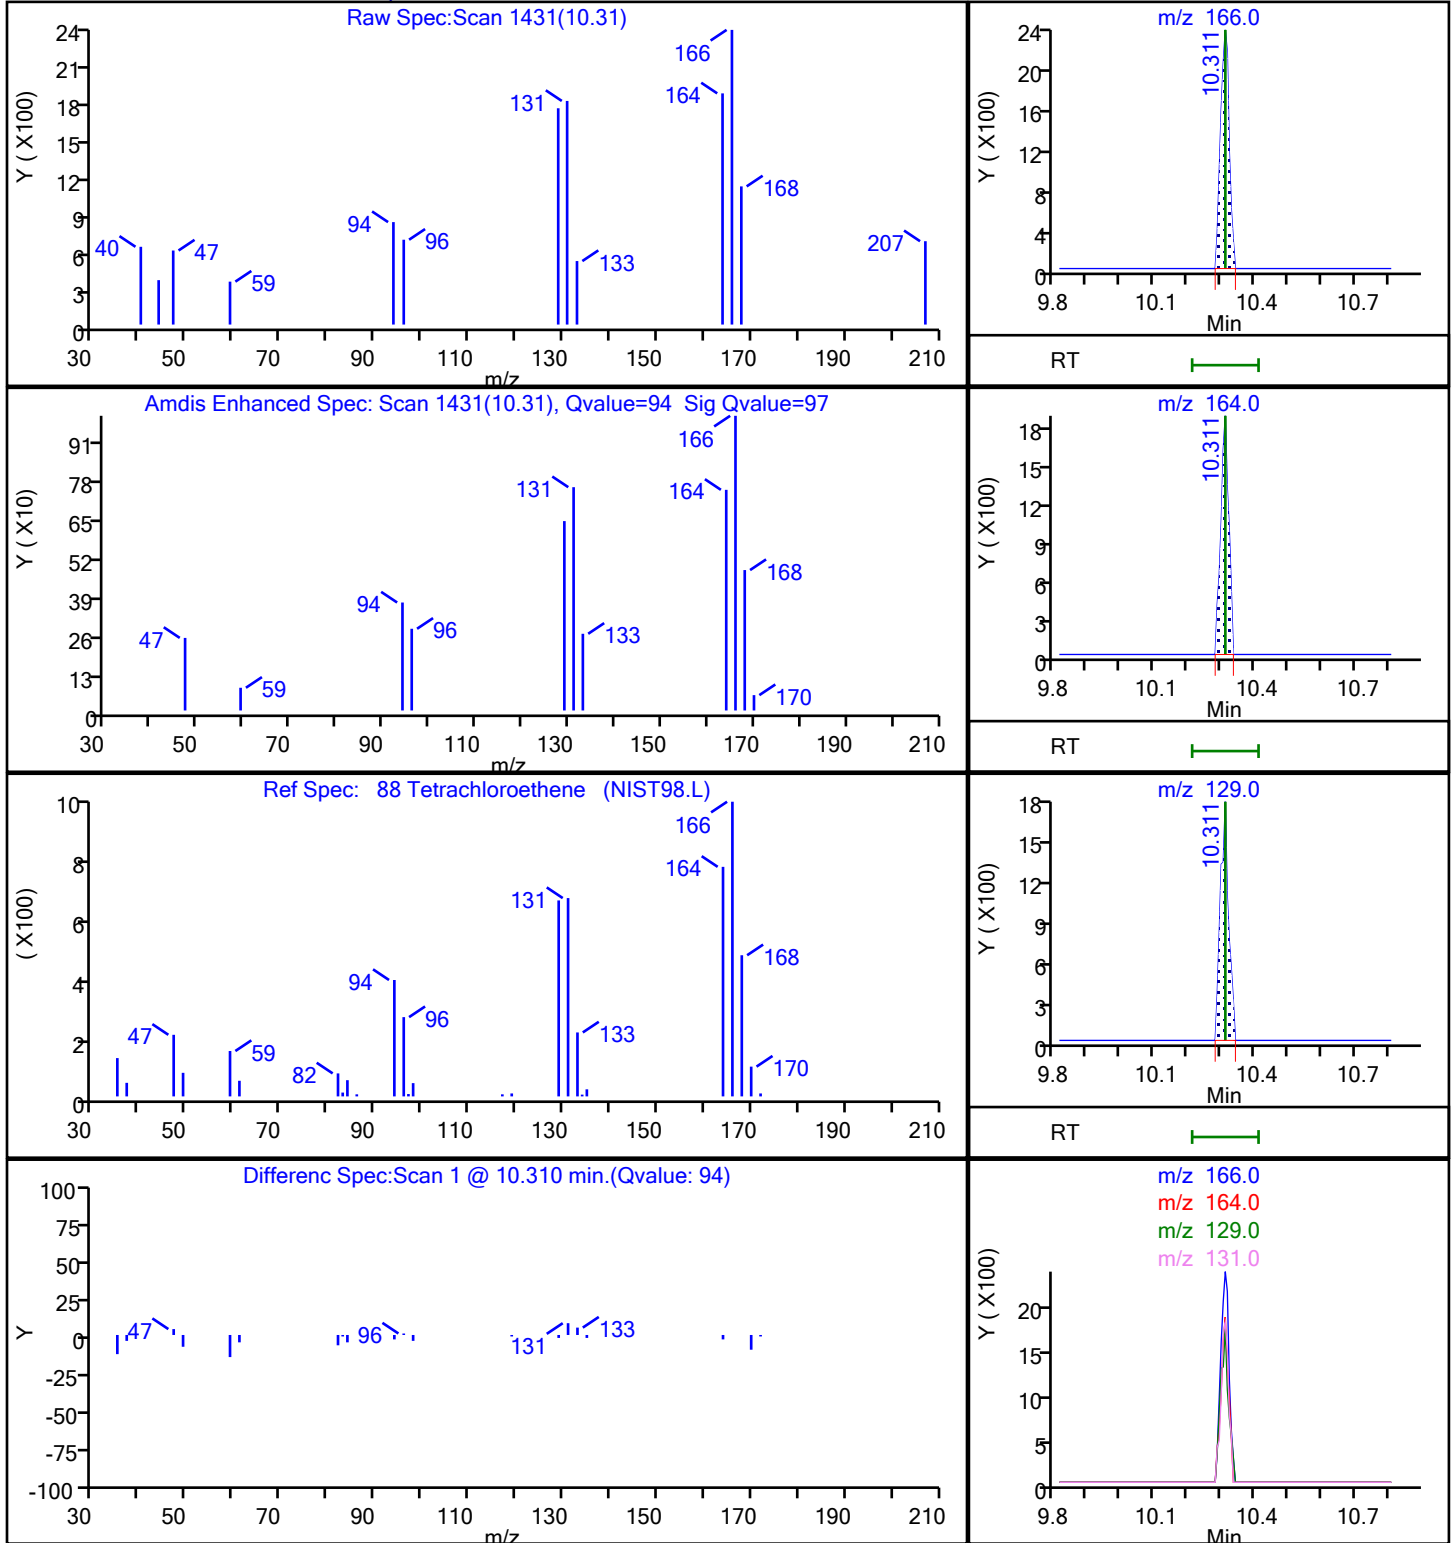 Raw Spec:Scan 1431(10.31)
Y ( X100)
24
21
18
15
12
9
6
3
0
40
47
59
94
96
131
133
164
166
168
207
30 50 70 90 110 130 150 170 190 210
m/z
m/z 166.0
Y ( X100)
24
20
16
12
8
4
0
10.311
9.8 10.1 10.4 10.7
Min
RT
Amdis Enhanced Spec: Scan 1431(10.31), Qvalue=94 Sig Qvalue=97
Y ( X10)
91
78
65
52
39
26
13
0
47
59
94
96
131
133
164
166
168
170
30 50 70 90 110 130 150 170 190 210
m/z
m/z 164.0
Y ( X100)
18
15
12
9
6
3
0
10.311
9.8 10.1 10.4 10.7
Min
RT
Ref Spec: 88 Tetrachloroethene (NIST98.L)
( X100)
10
8
6
4
2
0
47
59
82
94
96
131
133
164
166
168
170
30 50 70 90 110 130 150 170 190 210
m/z 129.0
Y ( X100)
18
15
12
9
6
3
0
10.311
9.8 10.1 10.4 10.7
Min
RT
Differenc Spec:Scan 1 @ 10.310 min.(Qvalue: 94)
Y
100
75
50
25
0
-25
-50
-75
-100
47
96
131
133
30 50 70 90 110 130 150 170 190 210
m/z
m/z 166.0
m/z 164.0
m/z 129.0
m/z 131.0
Y ( X100)
20
15
10
5
0
9.8 10.1 10.4 10.7
Min